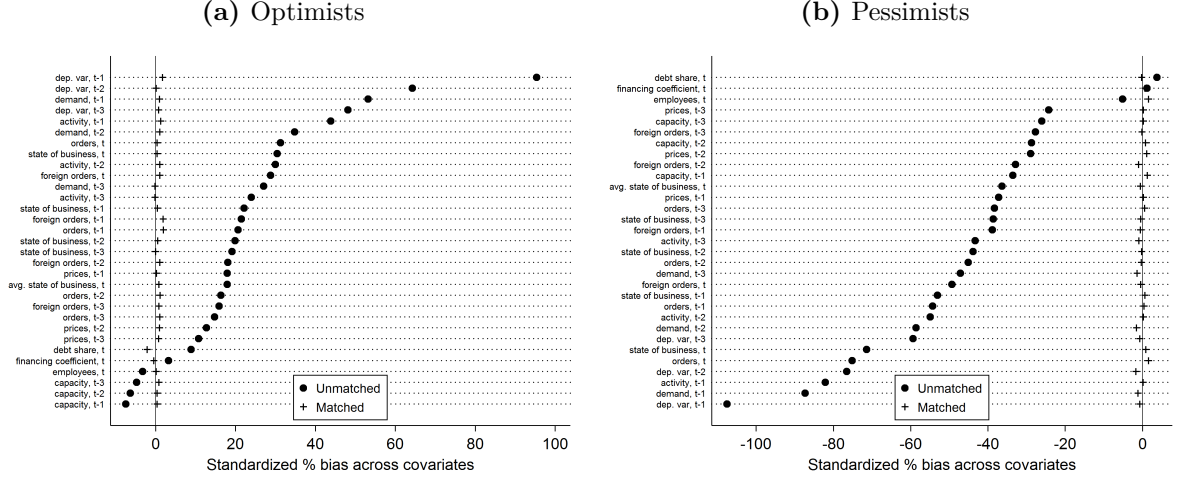 (a) Optimists
dep. var, t-1
dep. var, t-2
demand, t-1
dep. var, t-3
activity, t-1
demand, t-2
orders, t
state of business, t
activity, t-2
foreign orders, t
demand, t-3
activity, t-3
state of business, t-1
foreign orders, t-1
orders, t-1
state of business, t-2
state of business, t-3
foreign orders, t-2
prices, t-1
avg. state of business, t
orders, t-2
foreign orders, t-3
orders, t-3
prices, t-2
prices, t-3
debt share, t
financing coefficient, t
employees, t
capacity, t-3
capacity, t-2
capacity, t-1
Unmatched
Matched
0 20 40 60 80 100
Standardized % bias across covariates
(b) Pessimists
debt share, t
financing coefficient, t
employees, t
prices, t-3
capacity, t-3
foreign orders, t-3
capacity, t-2
prices, t-2
foreign orders, t-2
capacity, t-1
avg. state of business, t
prices, t-1
orders, t-3
state of business, t-3
foreign orders, t-1
activity, t-3
state of business, t-2
orders, t-2
demand, t-3
foreign orders, t
state of business, t-1
orders, t-1
activity, t-2
demand, t-2
dep. var, t-3
state of business, t
orders, t
dep. var, t-2
activity, t-1
demand, t-1
dep. var, t-1
Unmatched
Matched
-100 -80 -60 -40 -20 0
Standardized % bias across covariates